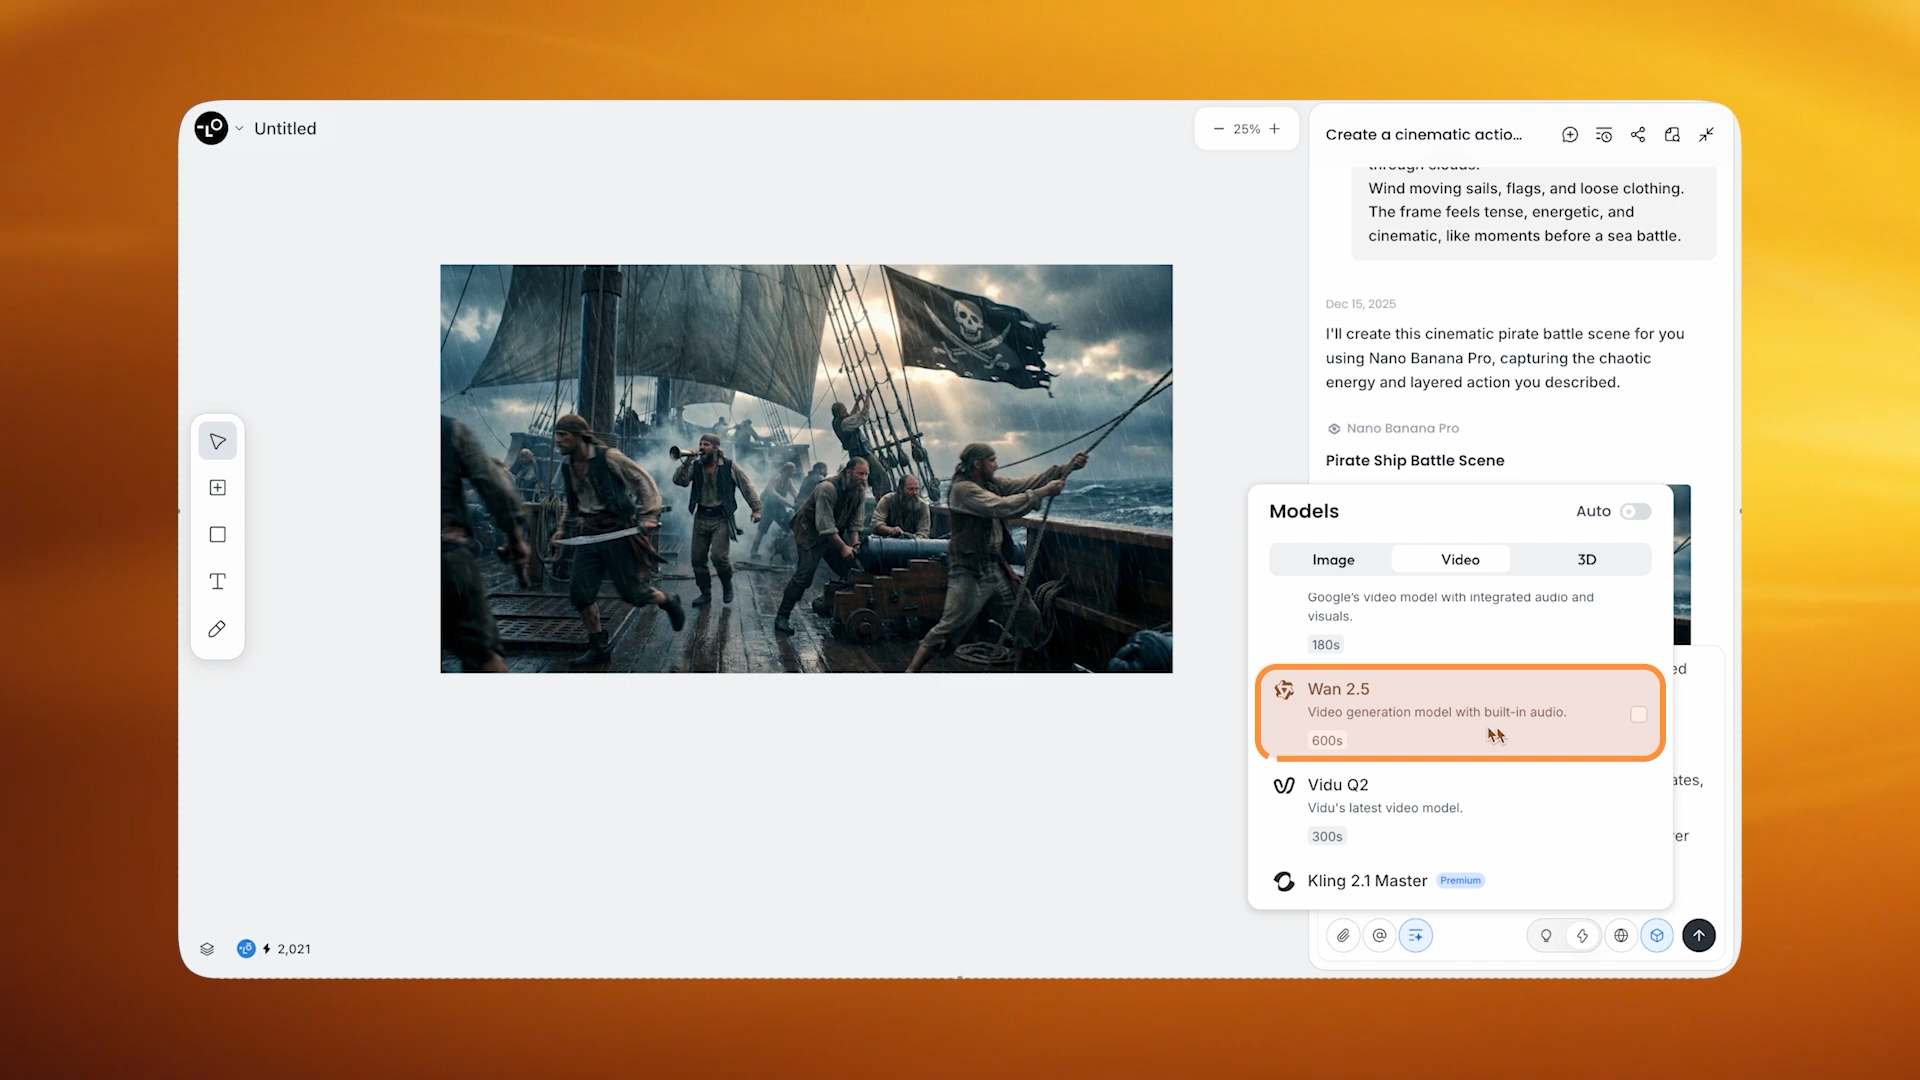 Untitled
25%
Create a cinematic actio...
through clouds.
Wind moving sails, flags, and loose clothing.
The frame feels tense, energetic, and
cinematic, like moments before a sea battle.
Dec 15, 2025
I'll create this cinematic pirate battle scene for you
using Nano Banana Pro, capturing the chaotic
energy and layered action you described.
Nano Banana Pro
Pirate Ship Battle Scene
Models
Auto
Image
Video
3D
Google's video model with integrated audio and
visuals.
180s
Wan 2.5
Video generation model with built-in audio.
600s
Vidu Q2
Vidu's latest video model.
300s
Kling 2.1 Master
Premium
ed
ates,
er
2,021